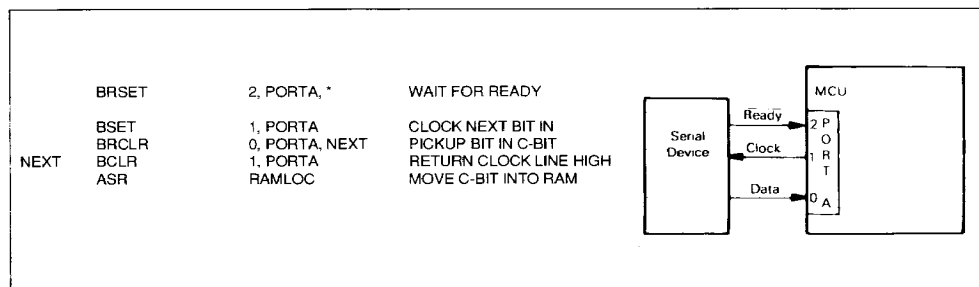 BRSET 2, PORTA, * WAIT FOR READY
BSET 1, PORTA CLOCK NEXT BIT IN
BRCLR 0, PORTA, NEXT PICKUP BIT IN C-BIT
NEXT BCLR 1, PORTA RETURN CLOCK LINE HIGH
ASR RAMLOC MOVE C-BIT INTO RAM
Serial
Device
Ready
Clock
Data
MCU
2
1
0
PORT A